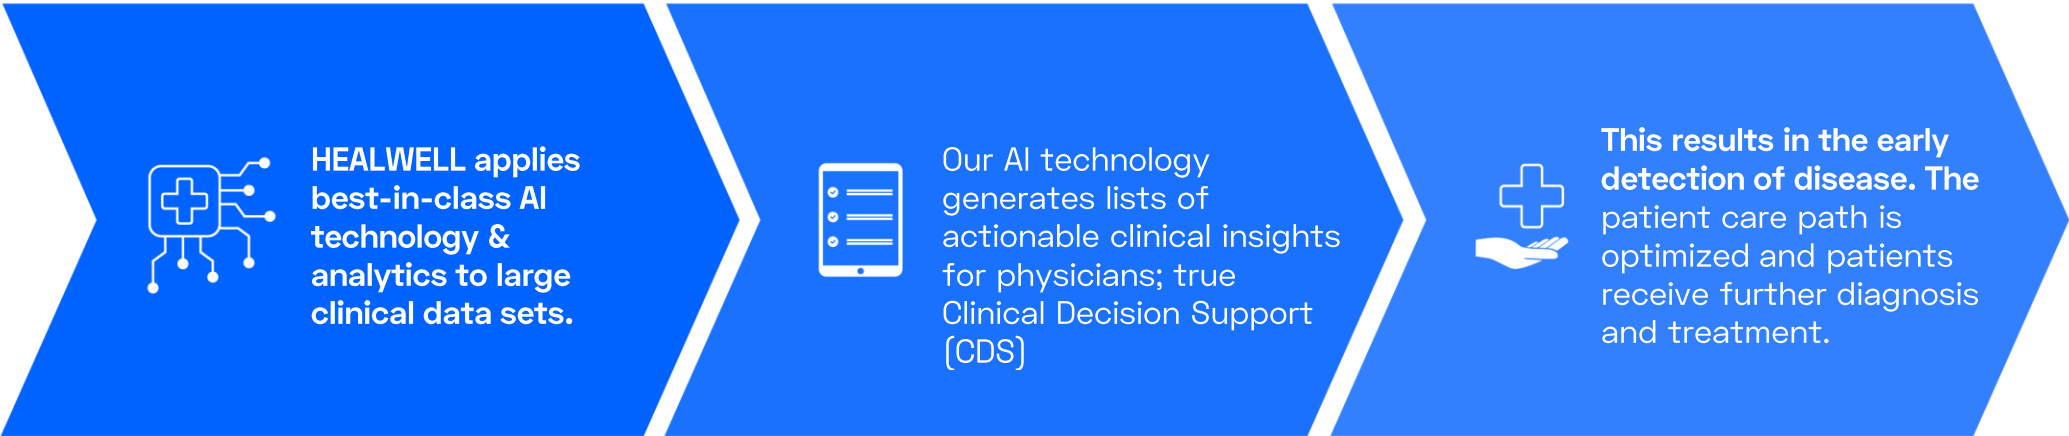 HEALWELL applies
best-in-class AI
technology &
analytics to large
clinical data sets.
Our AI technology
generates lists of
actionable clinical insights
for physicians; true
Clinical Decision Support
(CDS)
This results in the early
detection of disease. The
patient care path is
optimized and patients
receive further diagnosis
and treatment.